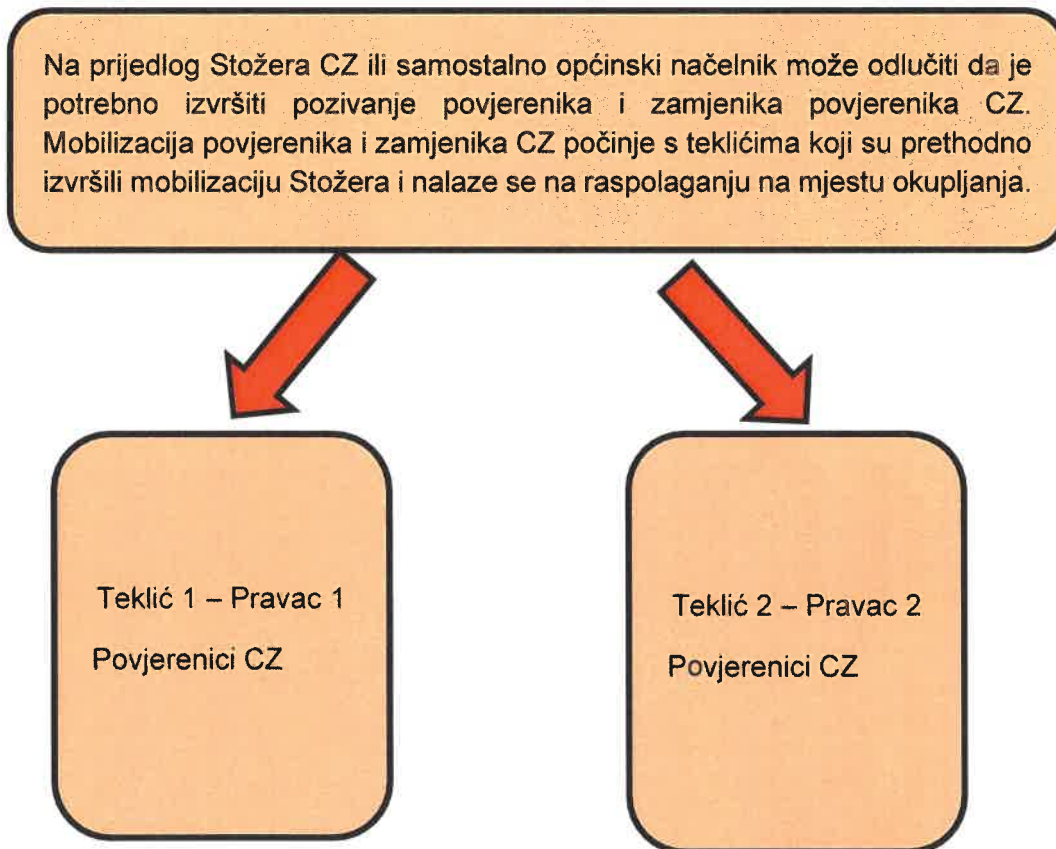 Na prijedlog Stožera CZ ili samostalno općinski načelnik može odlučiti da je
potrebno izvršiti pozivanje povjerenika i zamjenika povjerenika CZ.
Mobilizacija povjerenika i zamjenika CZ počinje s teklićima koji su prethodno
izvršili mobilizaciju Stožera i nalaze se na raspolaganju na mjestu okupljanja.
Teklić 1 – Pravac 1
Povjerenici CZ
Teklić 2 – Pravac 2
Povjerenici CZ